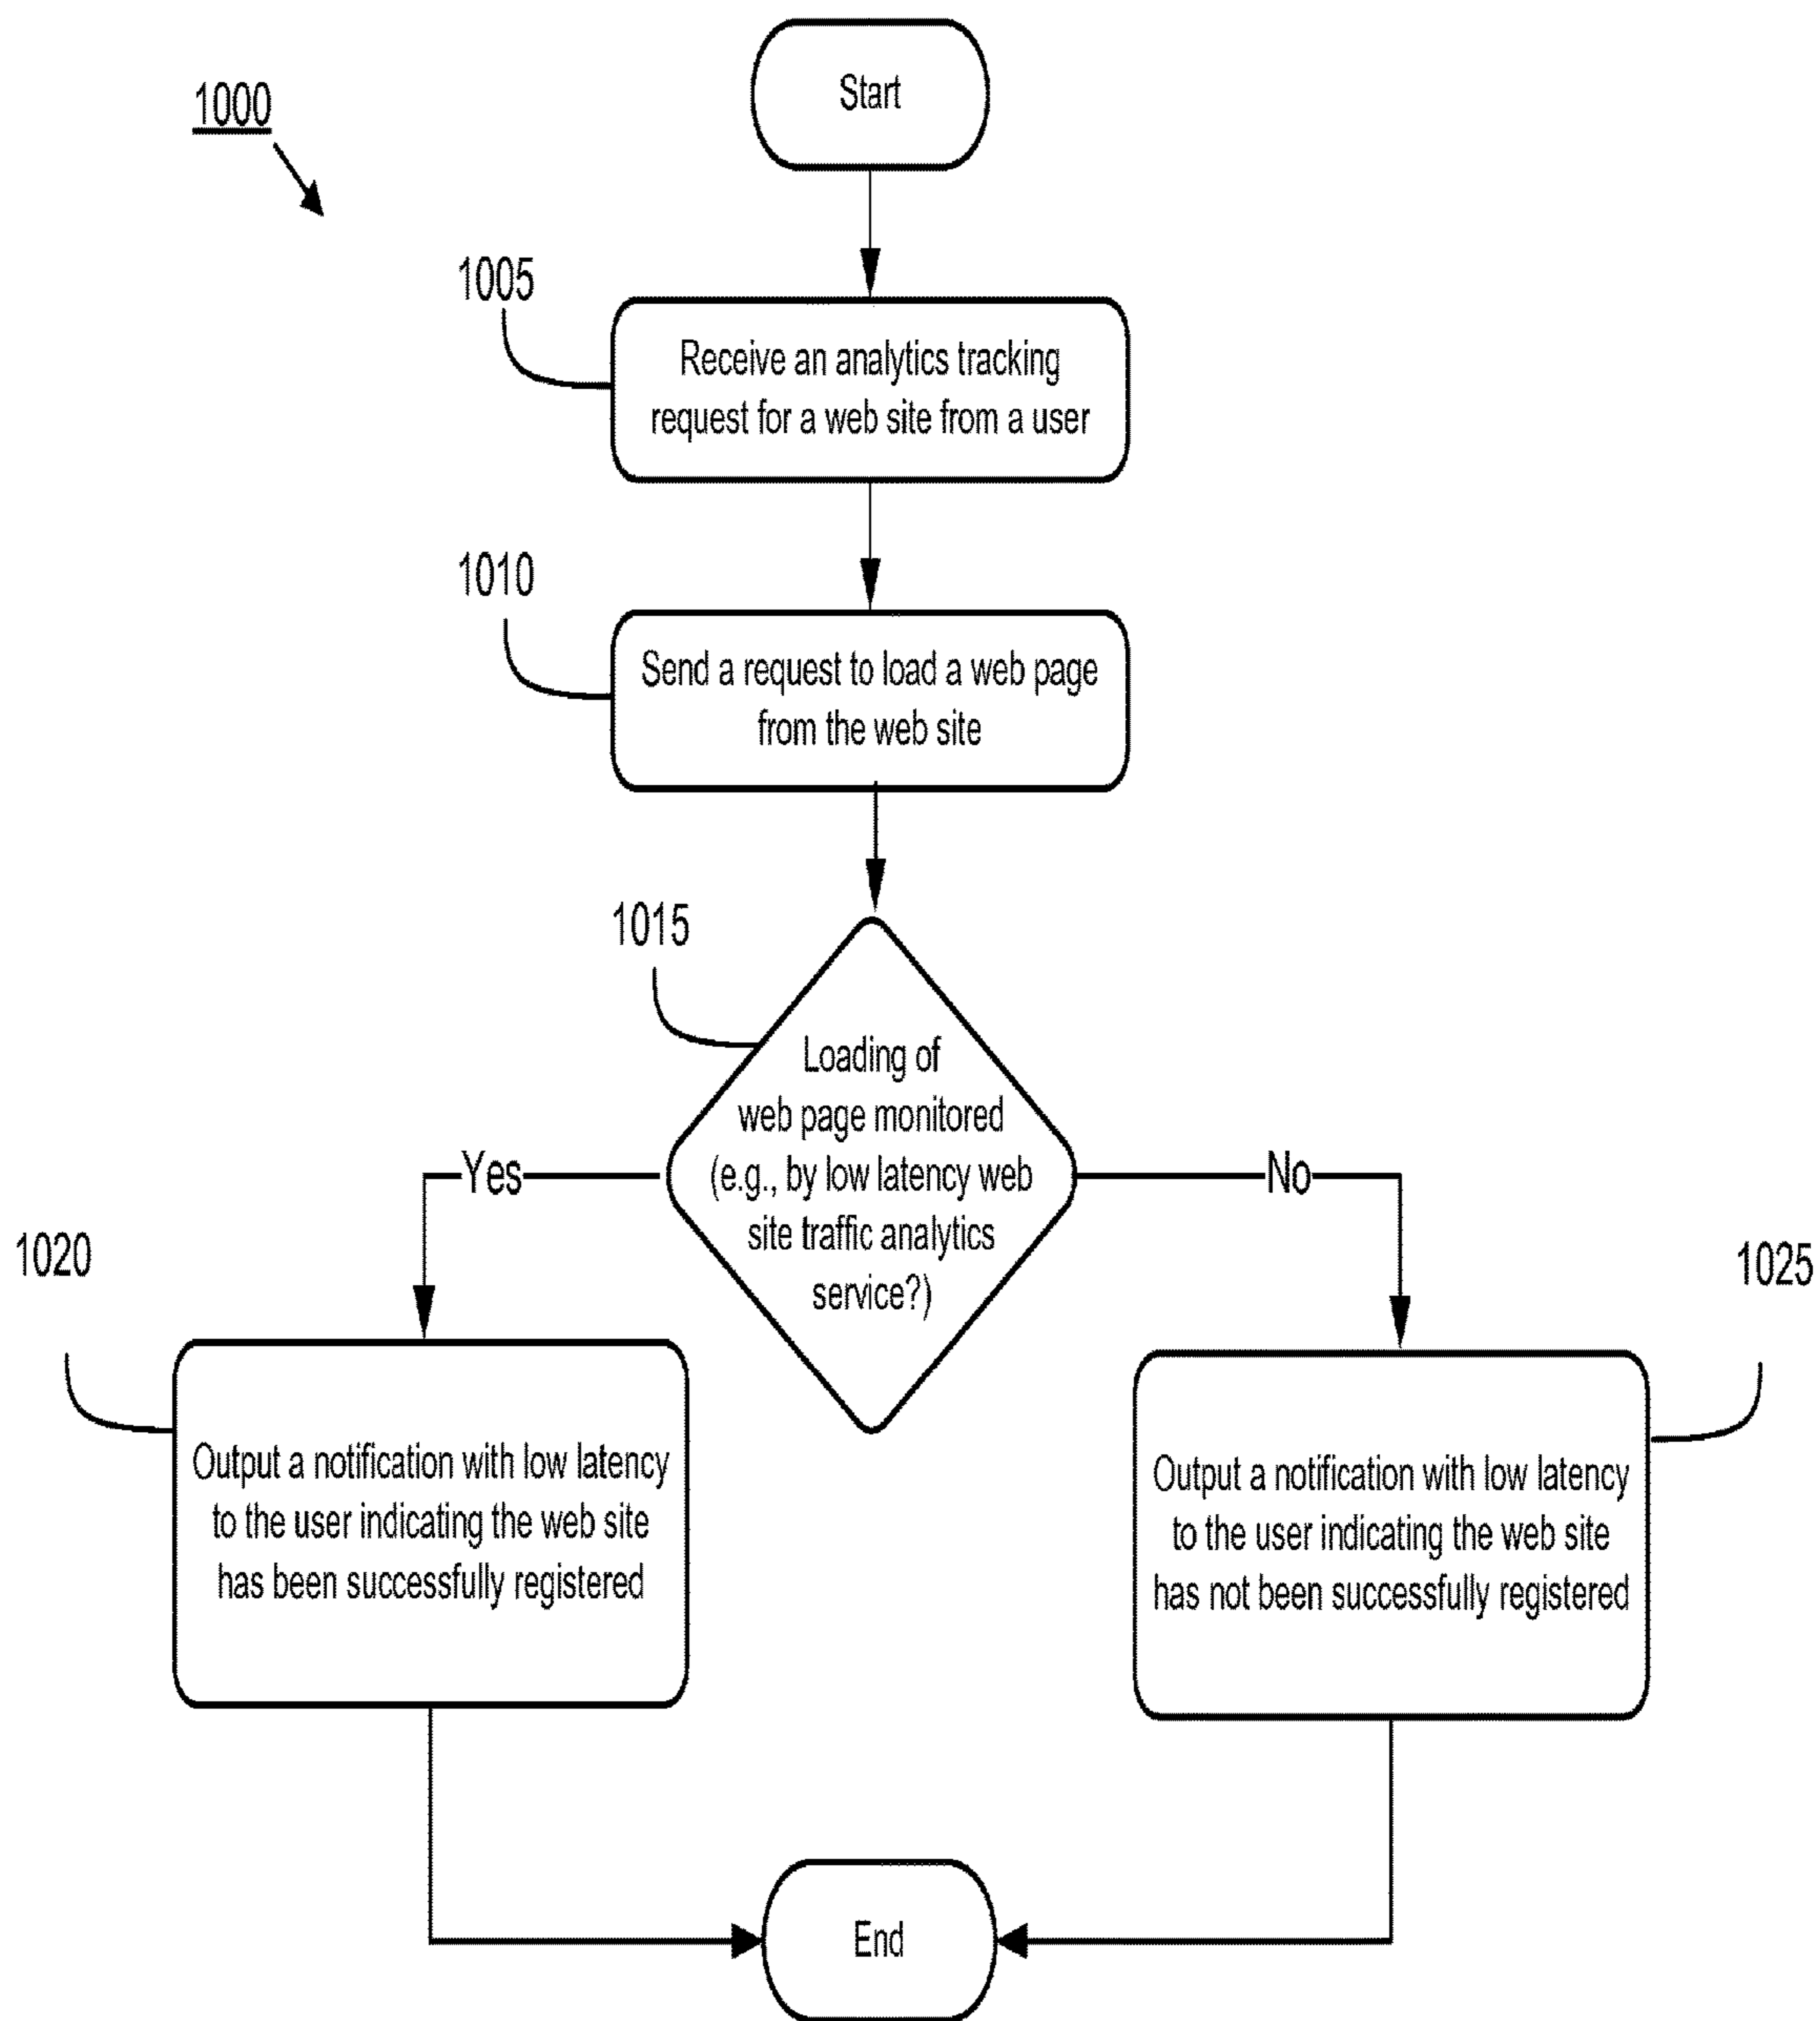 Start
1000
1005
Receive an analytics tracking
request for a web site from a user
1010
Send a request to load a web page
from the web site
1015
Loading of
web page monitored
(e.g., by low latency web
site traffic analytics
service?)
Yes
No
1020
1025
Output a notification with low latency
to the user indicating the web site
has been successfully registered
Output a notification with low latency
to the user indicating the web site
has not been successfully registered
End